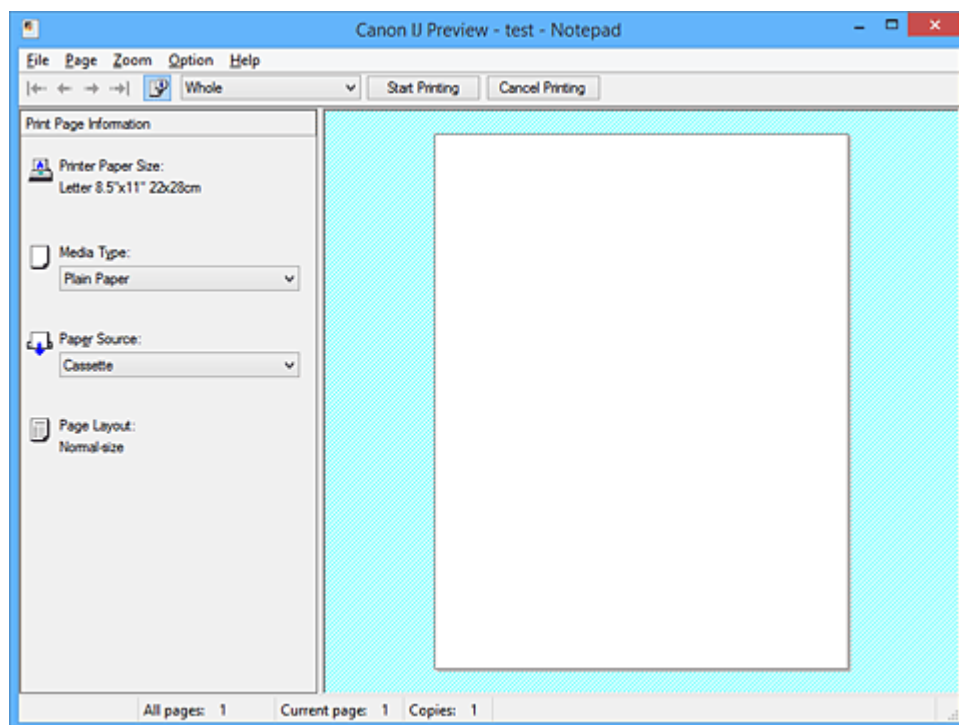 Canon IJ Preview - test - Notepad
File Page Zoom Option Help
Whole Start Printing Cancel Printing
Print Page Information
Printer Paper Size:
Letter 8.5"x11" 22x28cm
Media Type:
Plain Paper
Paper Source:
Cassette
Page Layout:
Normal-size
All pages: 1 Current page: 1 Copies: 1